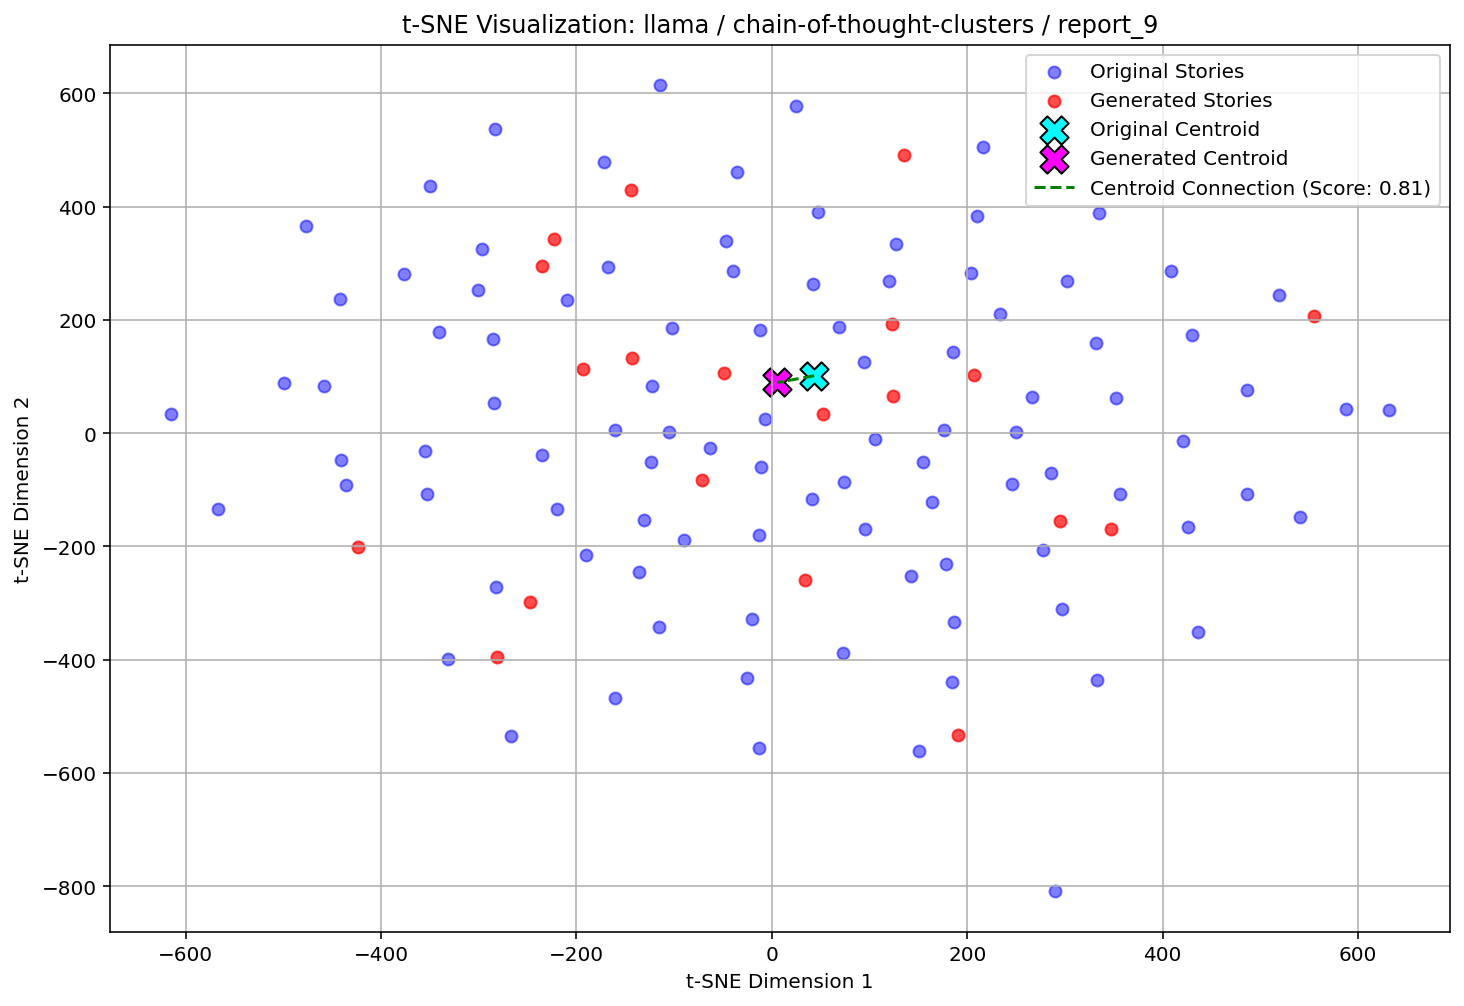 t-SNE Visualization: llama / chain-of-thought-clusters / report_9
Original Stories
Generated Stories
Original Centroid
Generated Centroid
Centroid Connection (Score: 0.81)
t-SNE Dimension 2
600
400
200
0
−200
−400
−600
−800
−600
−400
−200
0
200
400
600
t-SNE Dimension 1